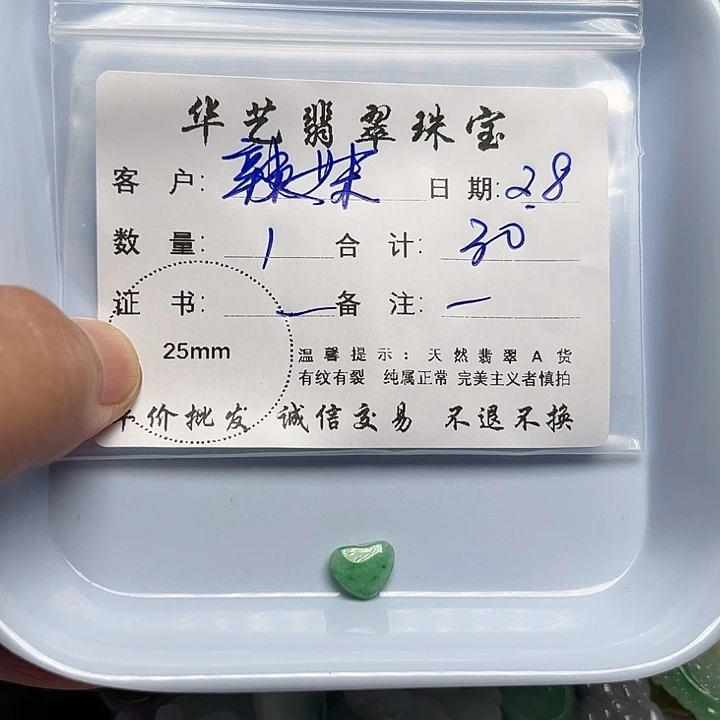 华艺翡翠珠宝
客 户: 辣妹 日 期: 2.8
数 量: 1 合 计: 30
证 书: — 备 注: —
25mm
温馨提示: 天然翡翠A货
有纹有裂 纯属正常 完美主义者慎拍
价批发 诚信交易 不退不换